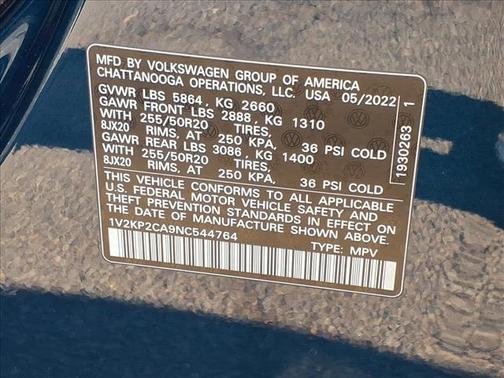 MFD BY VOLKSWAGEN GROUP OF AMERICA
CHATTANOOGA OPERATIONS, LLC. USA 05/2022
GVWR LBS 5864, KG 2660
GAWR FRONT LBS 2888, KG 1310
WITH 255/50R20 TIRES,
8JX20 RIMS, AT 250 KPA, 36 PSI COLD
GAWR REAR LBS 3086, KG 1400
WITH 255/50R20 TIRES,
8JX20 RIMS, AT 250 KPA, 36 PSI COLD
THIS VEHICLE CONFORMS TO ALL APPLICABLE
U.S. FEDERAL MOTOR VEHICLE SAFETY AND
THEFT PREVENTION STANDARDS IN EFFECT ON
THE DATE OF MANUFACTURE SHOWN ABOVE.
1V2KP2CA9NC544764 TYPE: MPV
1930263 1